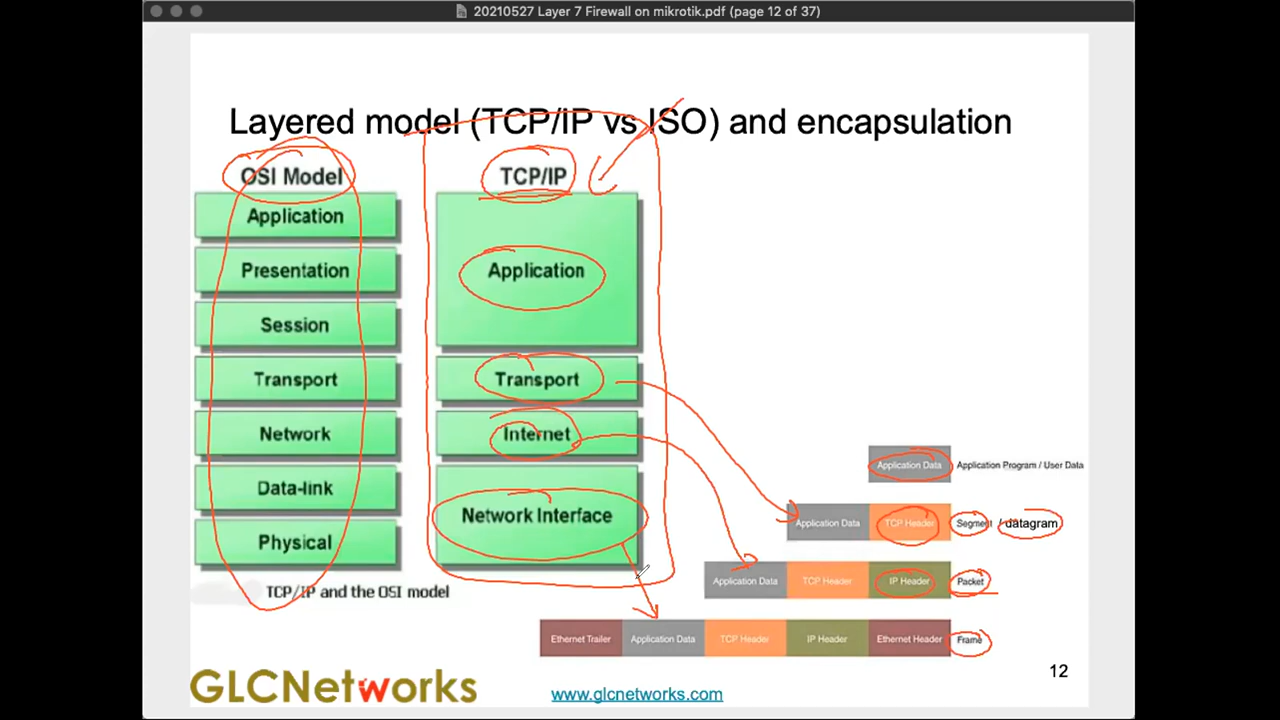 20210527 Layer 7 Firewall on mikrotik.pdf (page 12 of 37)
Layered model (TCP/IP vs ISO) and encapsulation
OSI Model
Application
Presentation
Session
Transport
Network
Data-link
Physical
TCP/IP
Application
Transport
Internet
Network Interface
TCP/IP and the OSI model
Application Data Application Program / User Data
Application Data TCP Header Segment / datagram
Application Data TCP Header IP Header Packet
Ethernet Trailer Application Data TCP Header IP Header Ethernet Header Frame
12
GLCNetworks
www.glcnetworks.com